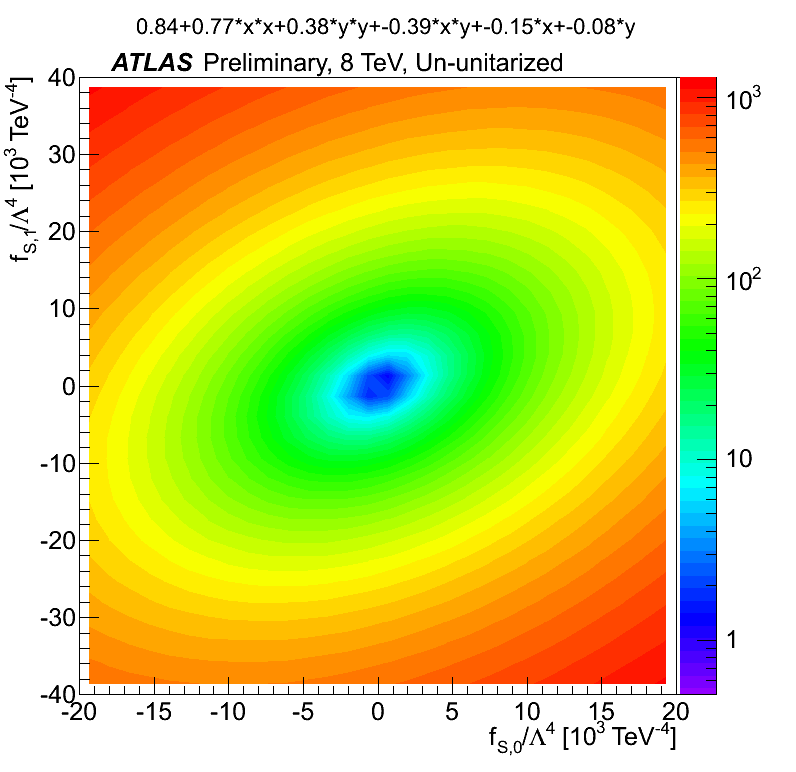 0.84+0.77*x*x+0.38*y*y+-0.39*x*y+-0.15*x+-0.08*y
ATLAS Preliminary, 8 TeV, Un-unitarized
f_{S,1}/Λ^4 [10^3 TeV^{-4}]
40
30
20
10
0
-10
-20
-30
-40
-20 -15 -10 -5 0 5 10 15 20
f_{S,0}/Λ^4 [10^3 TeV^{-4}]
10^3
10^2
10
1